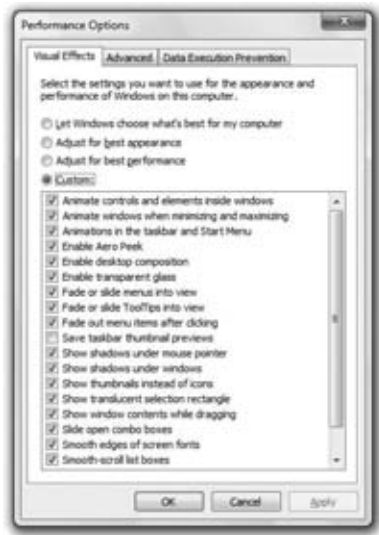 Performance Options
Visual Effects Advanced Data Execution Prevention
Select the settings you want to use for the appearance and
performance of Windows on this computer.
Let Windows choose what's best for my computer
Adjust for best appearance
Adjust for best performance
Custom:
Animate controls and elements inside windows
Animate windows when minimizing and maximizing
Animations in the taskbar and Start Menu
Enable Aero Peek
Enable desktop composition
Enable transparent glass
Fade or slide menus into view
Fade or slide ToolTips into view
Fade out menu items after clicking
Save taskbar thumbnail previews
Show shadows under mouse pointer
Show shadows under windows
Show thumbnails instead of icons
Show translucent selection rectangle
Show window contents while dragging
Slide open combo boxes
Smooth edges of screen fonts
Smooth-scroll list boxes
OK Cancel Apply